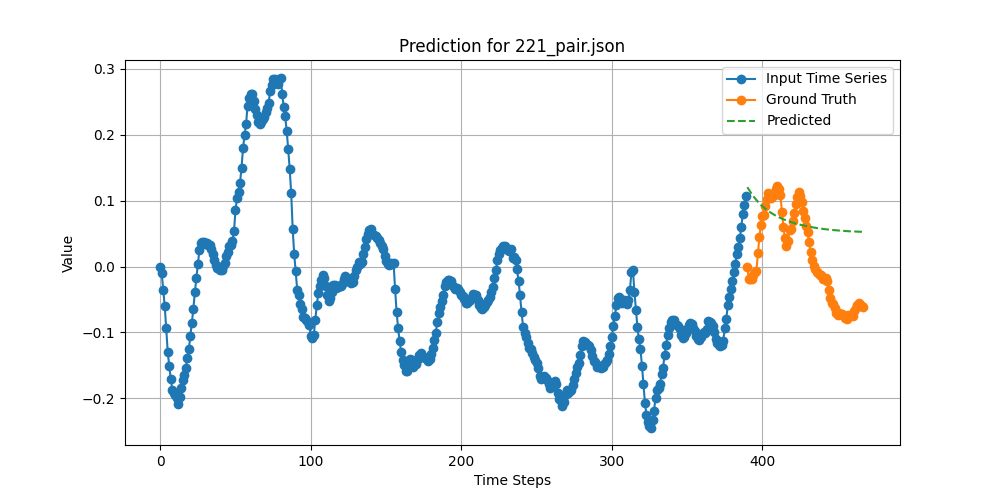 Prediction for 221_pair.json
Input Time Series
Ground Truth
Predicted
0.3
0.2
0.1
0.0
−0.1
−0.2
Value
0
100
200
300
400
Time Steps